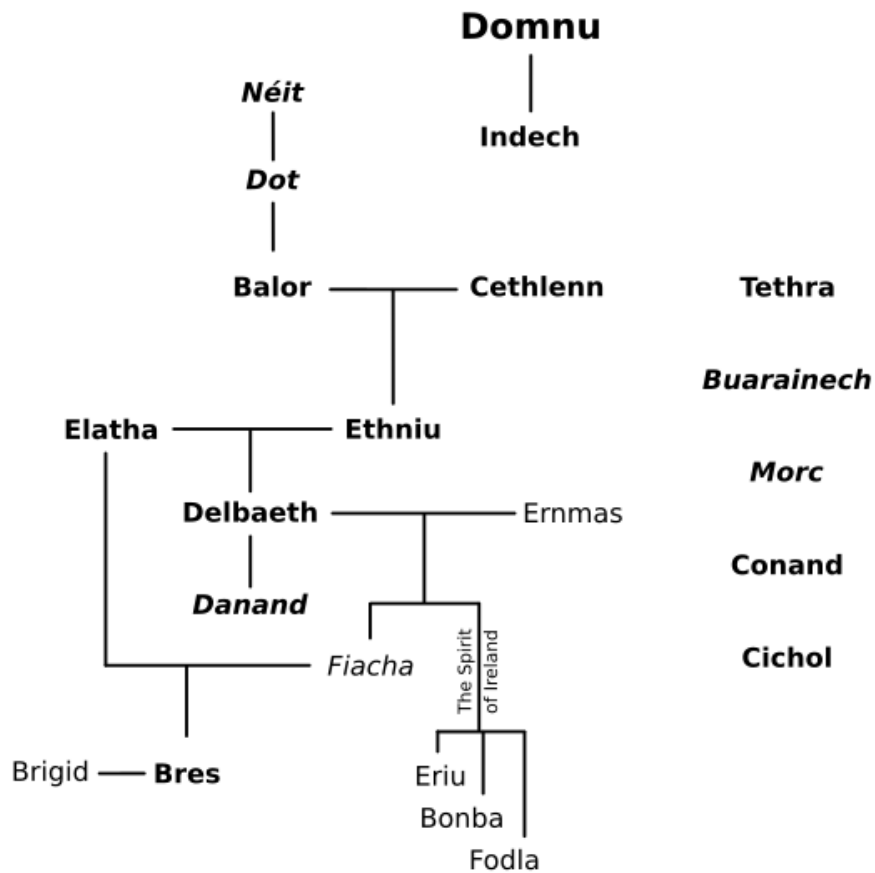 Domnu
Néit
Indech
Dot
Balor
Cethlenn
Tethra
Buarainech
Elatha
Ethniu
Morc
Delbaeth
Ernmas
Conand
Danand
Fiacha
The Spirit
of Ireland
Cichol
Brigid
Bres
Eriu
Bonba
Fodla